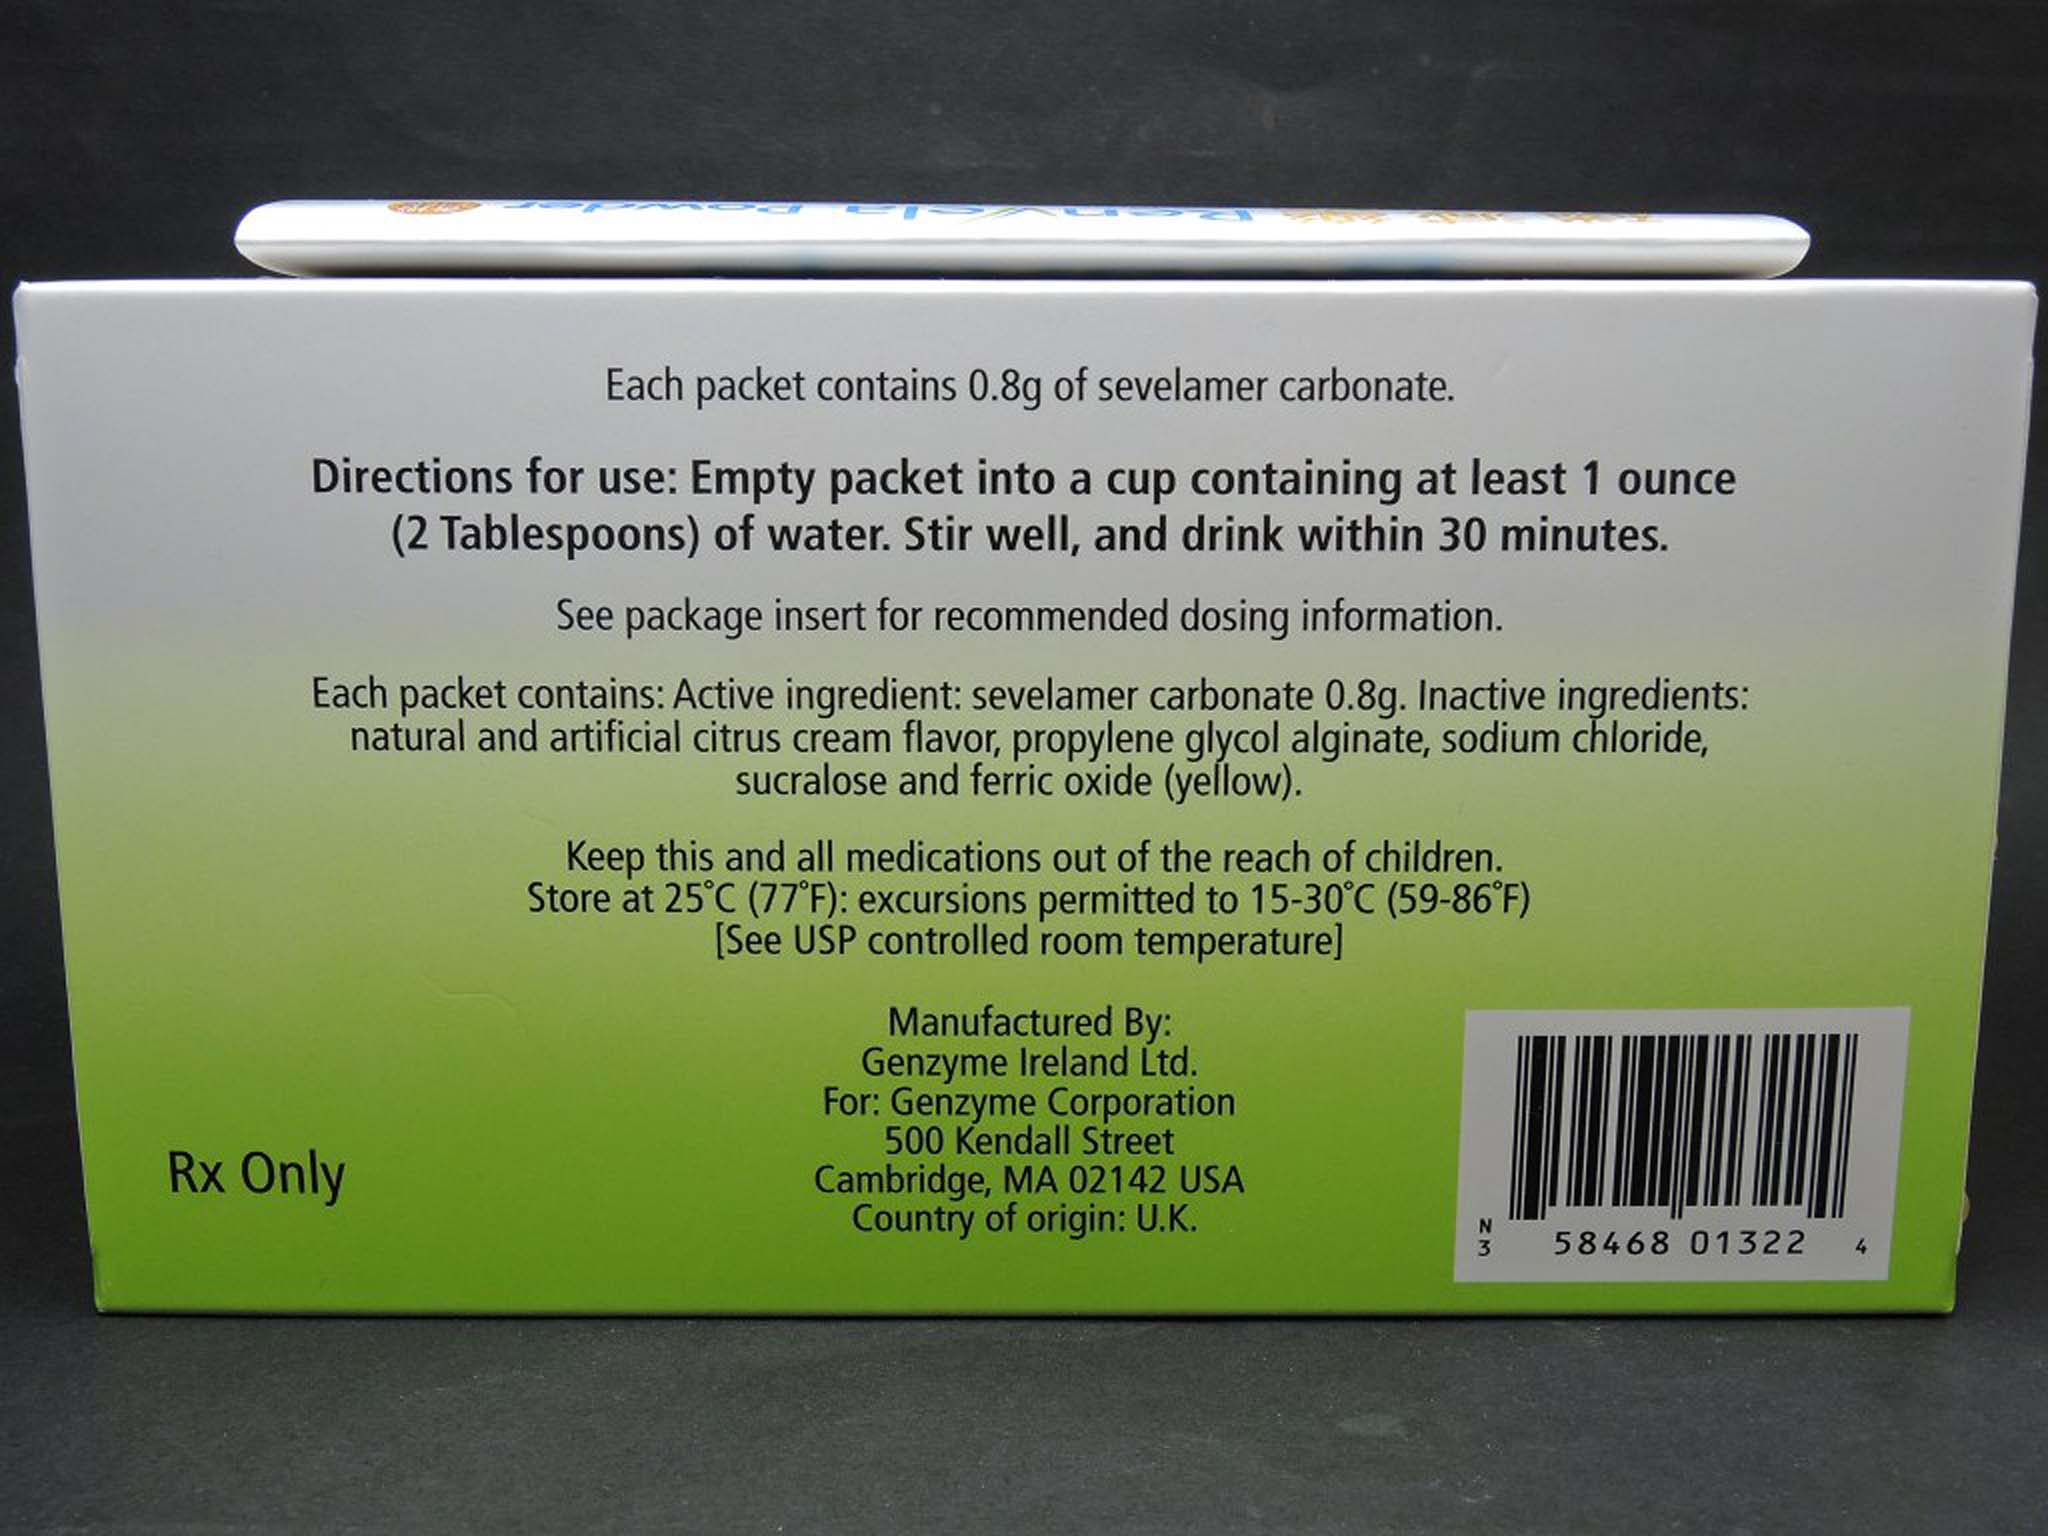 Renvela Powder
Each packet contains 0.8g of sevelamer carbonate.
Directions for use: Empty packet into a cup containing at least 1 ounce
(2 Tablespoons) of water. Stir well, and drink within 30 minutes.
See package insert for recommended dosing information.
Each packet contains: Active ingredient: sevelamer carbonate 0.8g. Inactive ingredients:
natural and artificial citrus cream flavor, propylene glycol alginate, sodium chloride,
sucralose and ferric oxide (yellow).
Keep this and all medications out of the reach of children.
Store at 25°C (77°F): excursions permitted to 15-30°C (59-86°F)
[See USP controlled room temperature]
Manufactured By:
Genzyme Ireland Ltd.
For: Genzyme Corporation
500 Kendall Street
Cambridge, MA 02142 USA
Country of origin: U.K.
Rx Only
N
3 58468 01322 4